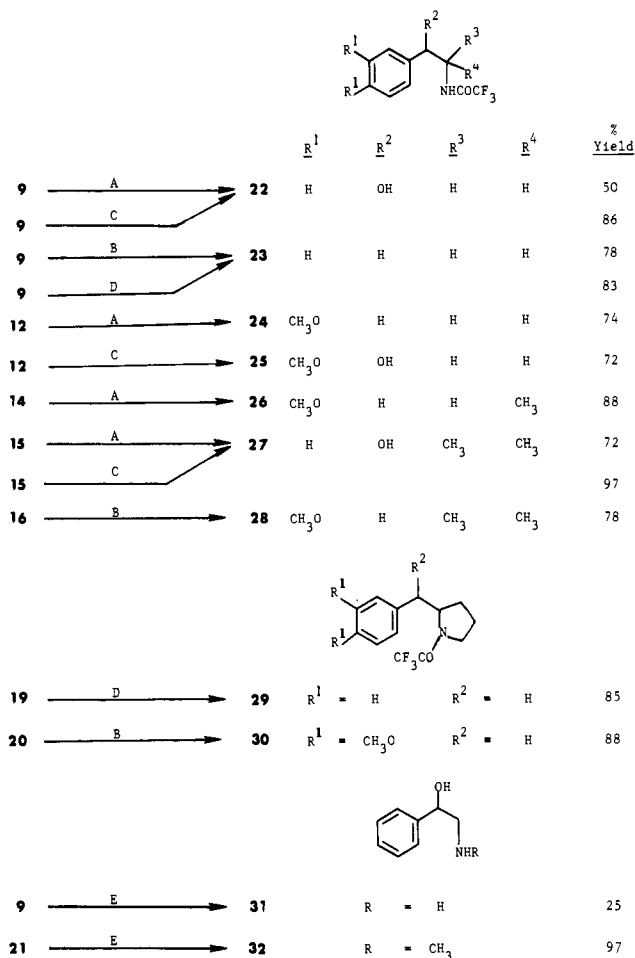 R2
R1 R3
R1 R4
NHCOCF3
%
R1 R2 R3 R4 Yield
9 A 22 H OH H H 50
9 C 86
9 B 23 H H H H 78
9 D 83
12 A 24 CH3O H H H 74
12 C 25 CH3O OH H H 72
14 A 26 CH3O H H CH3 88
15 A 27 H OH CH3 CH3 72
15 C 97
16 B 28 CH3O H CH3 CH3 78
R2
R1
R1
N
CF3CO
19 D 29 R1 = H R2 = H 85
20 B 30 R1 = CH3O R2 = H 88
OH
NHR
9 E 31 R = H 25
21 E 32 R = CH3 97